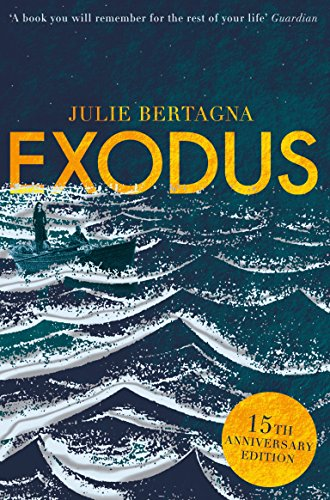 ‘A book you will remember for the rest of your life’ Guardian
JULIE BERTAGNA
EXODUS
15TH
ANNIVERSARY
EDITION